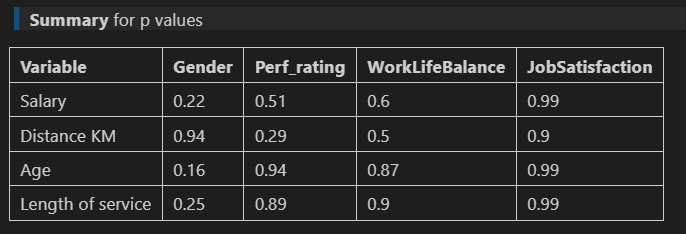 Summary for p values
Variable Gender Perf_rating WorkLifeBalance JobSatisfaction
Salary 0.22 0.51 0.6 0.99
Distance KM 0.94 0.29 0.5 0.9
Age 0.16 0.94 0.87 0.99
Length of service 0.25 0.89 0.9 0.99